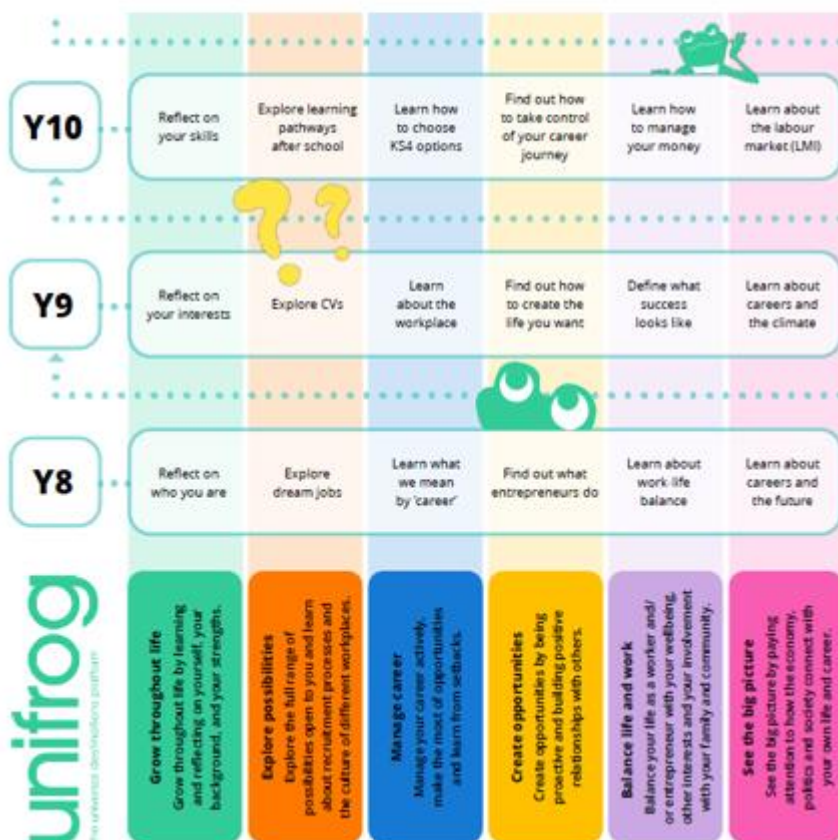 Y10
Reflect on
your skills
Explore learning
pathways
after school
Learn how
to choose
KS4 options
Find out how
to take control
of your career
journey
Learn how
to manage
your money
Learn about
the labour
market (LMI)
Y9
Reflect on
your interests
Explore CVs
Learn
about the
workplace
Find out how
to create the
life you want
Define what
success
looks like
Learn about
careers and
the climate
Y8
Reflect on
who you are
Explore
dream jobs
Learn what
we mean
by 'career'
Find out what
entrepreneurs do
Learn about
work-life
balance
Learn about
careers and
the future
unifrog
the universal destinations platform
Grow throughout life
Grow throughout life by learning
and reflecting on yourself, your
background, and your strengths.
Explore possibilities
Explore the full range of
possibilities open to you and learn
about recruitment processes and
the culture of different workplaces.
Manage career
Manage your career actively,
make the most of opportunities
and learn from setbacks.
Create opportunities
Create opportunities by being
proactive and building positive
relationships with others.
Balance life and work
Balance your life as a worker and/
or entrepreneur with your wellbeing,
other interests and your involvement
with your family and community.
See the big picture
See the big picture by paying
attention to how the economy,
politics and society connect with
your own life and career.